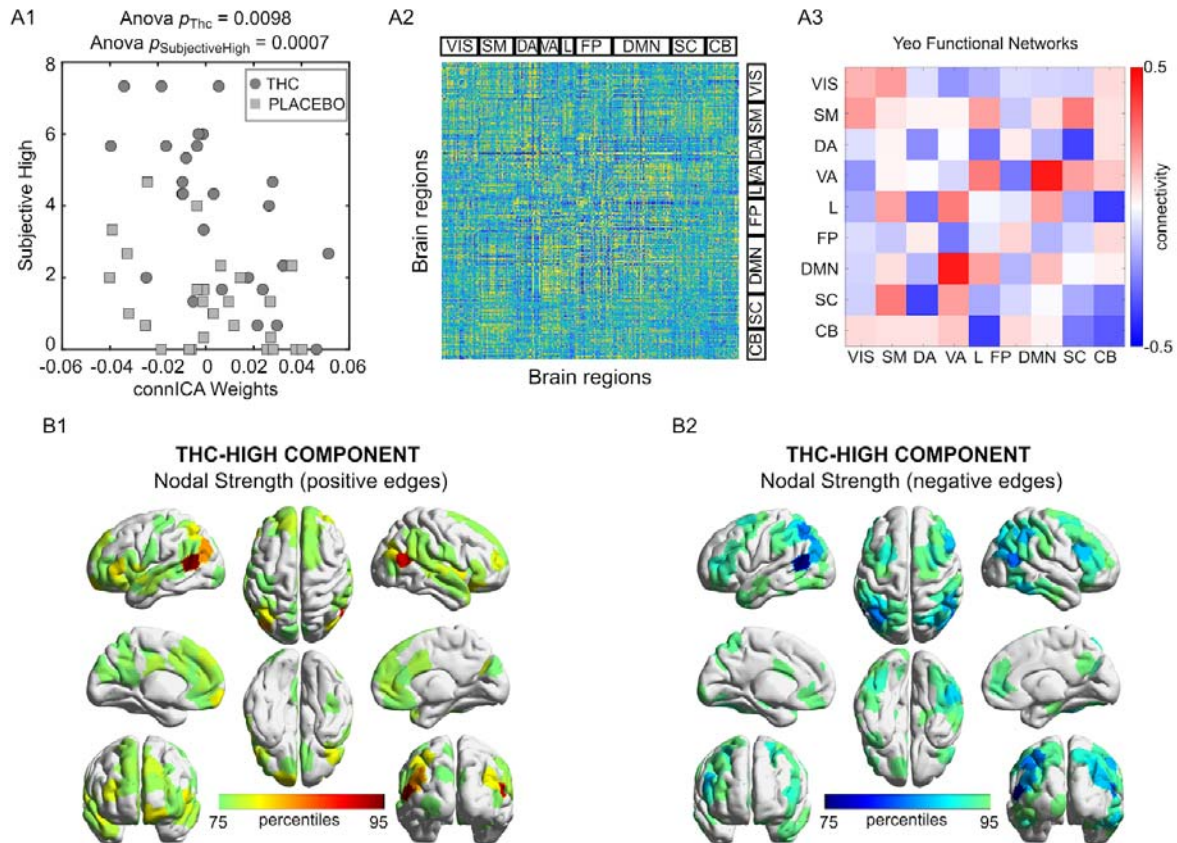 A1
Anova pThc = 0.0098
Anova pSubjectiveHigh = 0.0007
8
6
4
2
0
Subjective High
THC
PLACEBO
-0.06 -0.04 -0.02 0 0.02 0.04 0.06
connICA Weights
A2
VIS SM DA VA L FP DMN SC CB
Brain regions
VIS
SM
DA
VA
L
FP
DMN
SC
CB
Brain regions
A3
Yeo Functional Networks
VIS
SM
DA
VA
L
FP
DMN
SC
CB
VIS SM DA VA L FP DMN SC CB
0.5
connectivity
-0.5
B1
THC-HIGH COMPONENT
Nodal Strength (positive edges)
75 percentiles 95
B2
THC-HIGH COMPONENT
Nodal Strength (negative edges)
75 percentiles 95